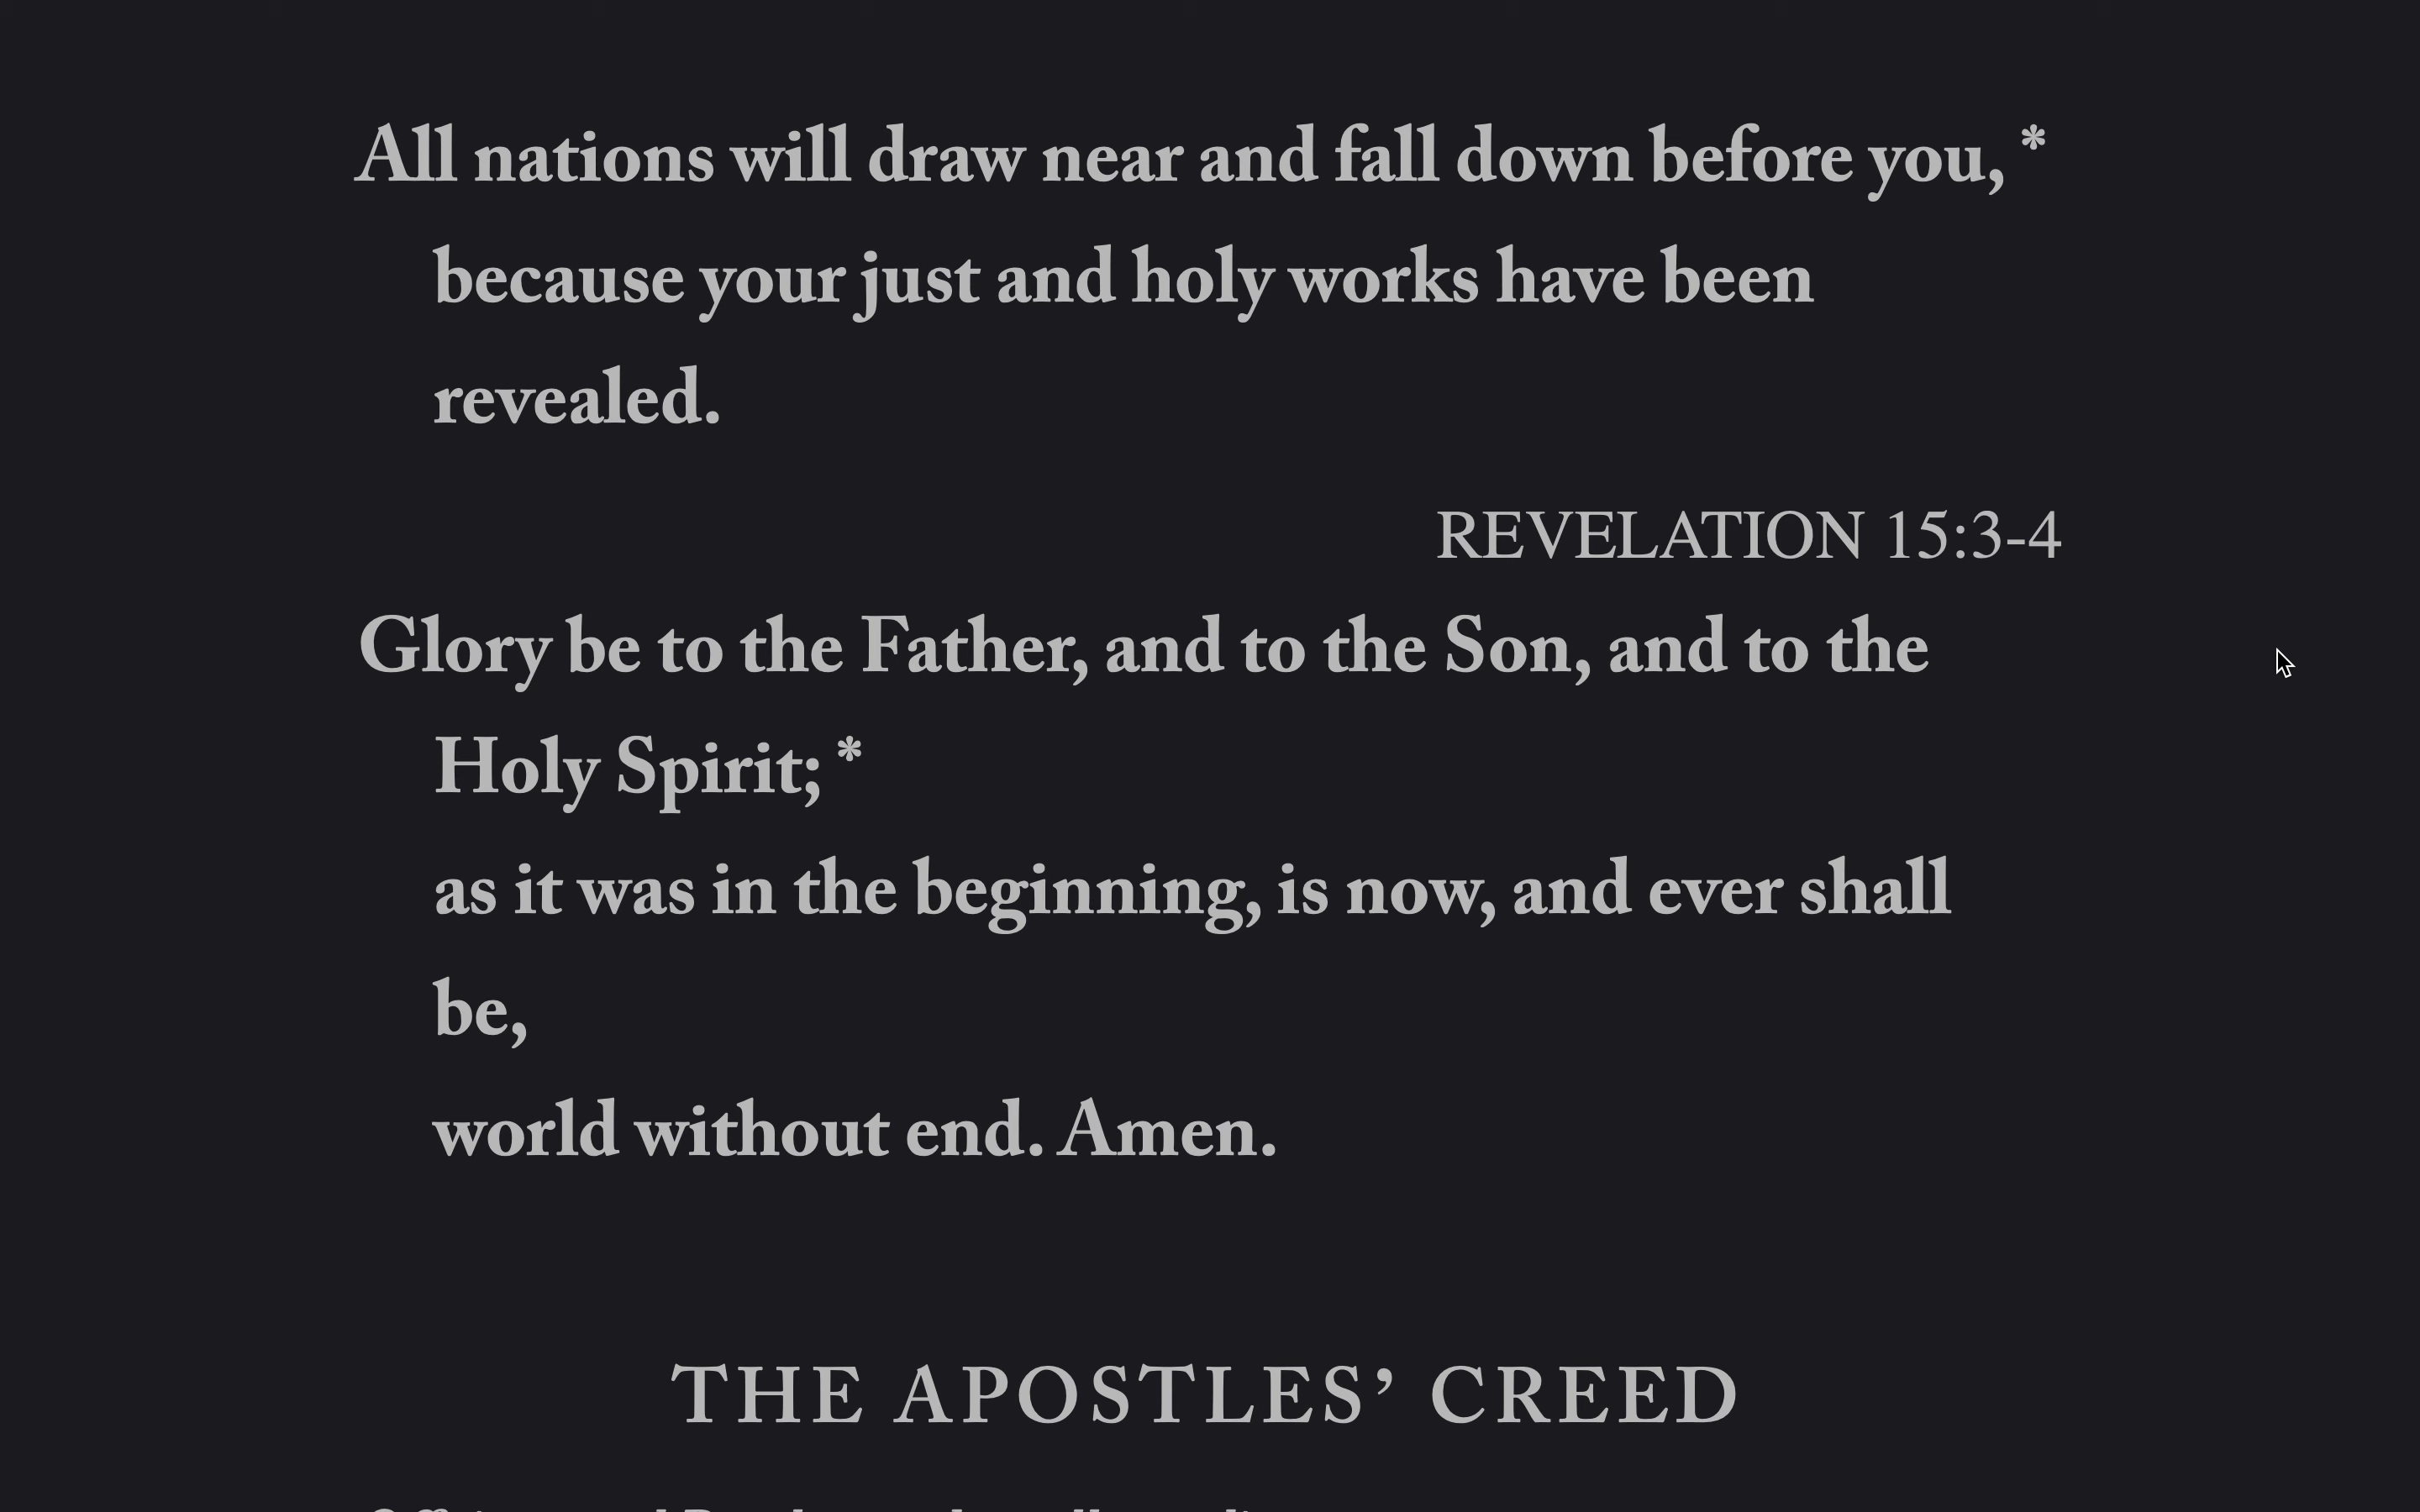 All nations will draw near and fall down before you, *
because your just and holy works have been
revealed.
REVELATION 15:3-4
Glory be to the Father, and to the Son, and to the
Holy Spirit; *
as it was in the beginning, is now, and ever shall
be,
world without end. Amen.
THE APOSTLES’ CREED